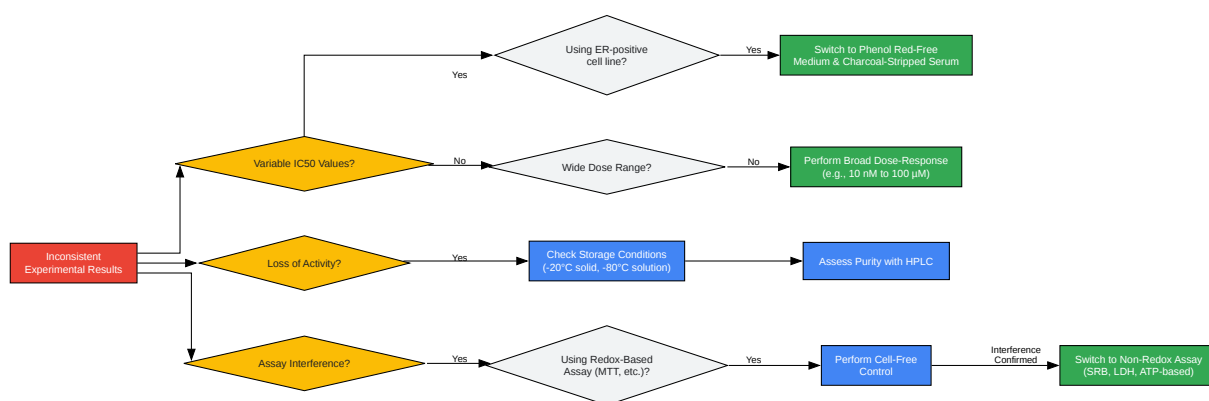 Using ER-positive
cell line?
Yes
Switch to Phenol Red-Free
Medium & Charcoal-Stripped Serum
Yes
Variable IC50 Values?
No
Wide Dose Range?
No
Perform Broad Dose-Response
(e.g., 10 nM to 100 µM)
Inconsistent
Experimental Results
Loss of Activity?
Yes
Check Storage Conditions
(-20°C solid, -80°C solution)
Assess Purity with HPLC
Assay Interference?
Yes
Using Redox-Based
Assay (MTT, etc.)?
Yes
Perform Cell-Free
Control
Interference
Confirmed
Switch to Non-Redox Assay
(SRB, LDH, ATP-based)